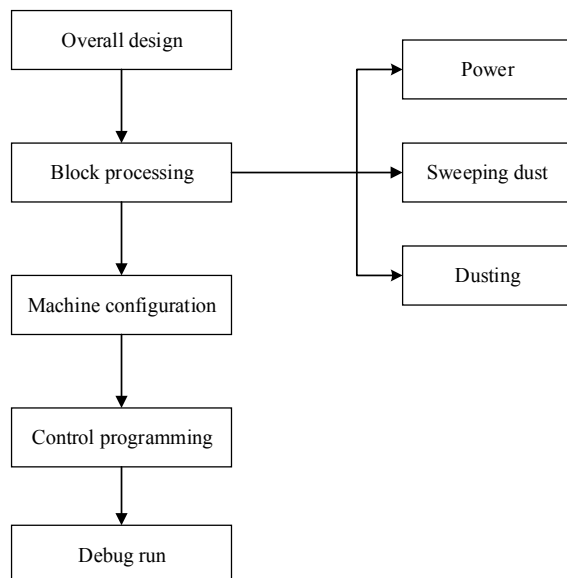 Overall design
Power
Block processing
Sweeping dust
Machine configuration
Dusting
Control programming
Debug run